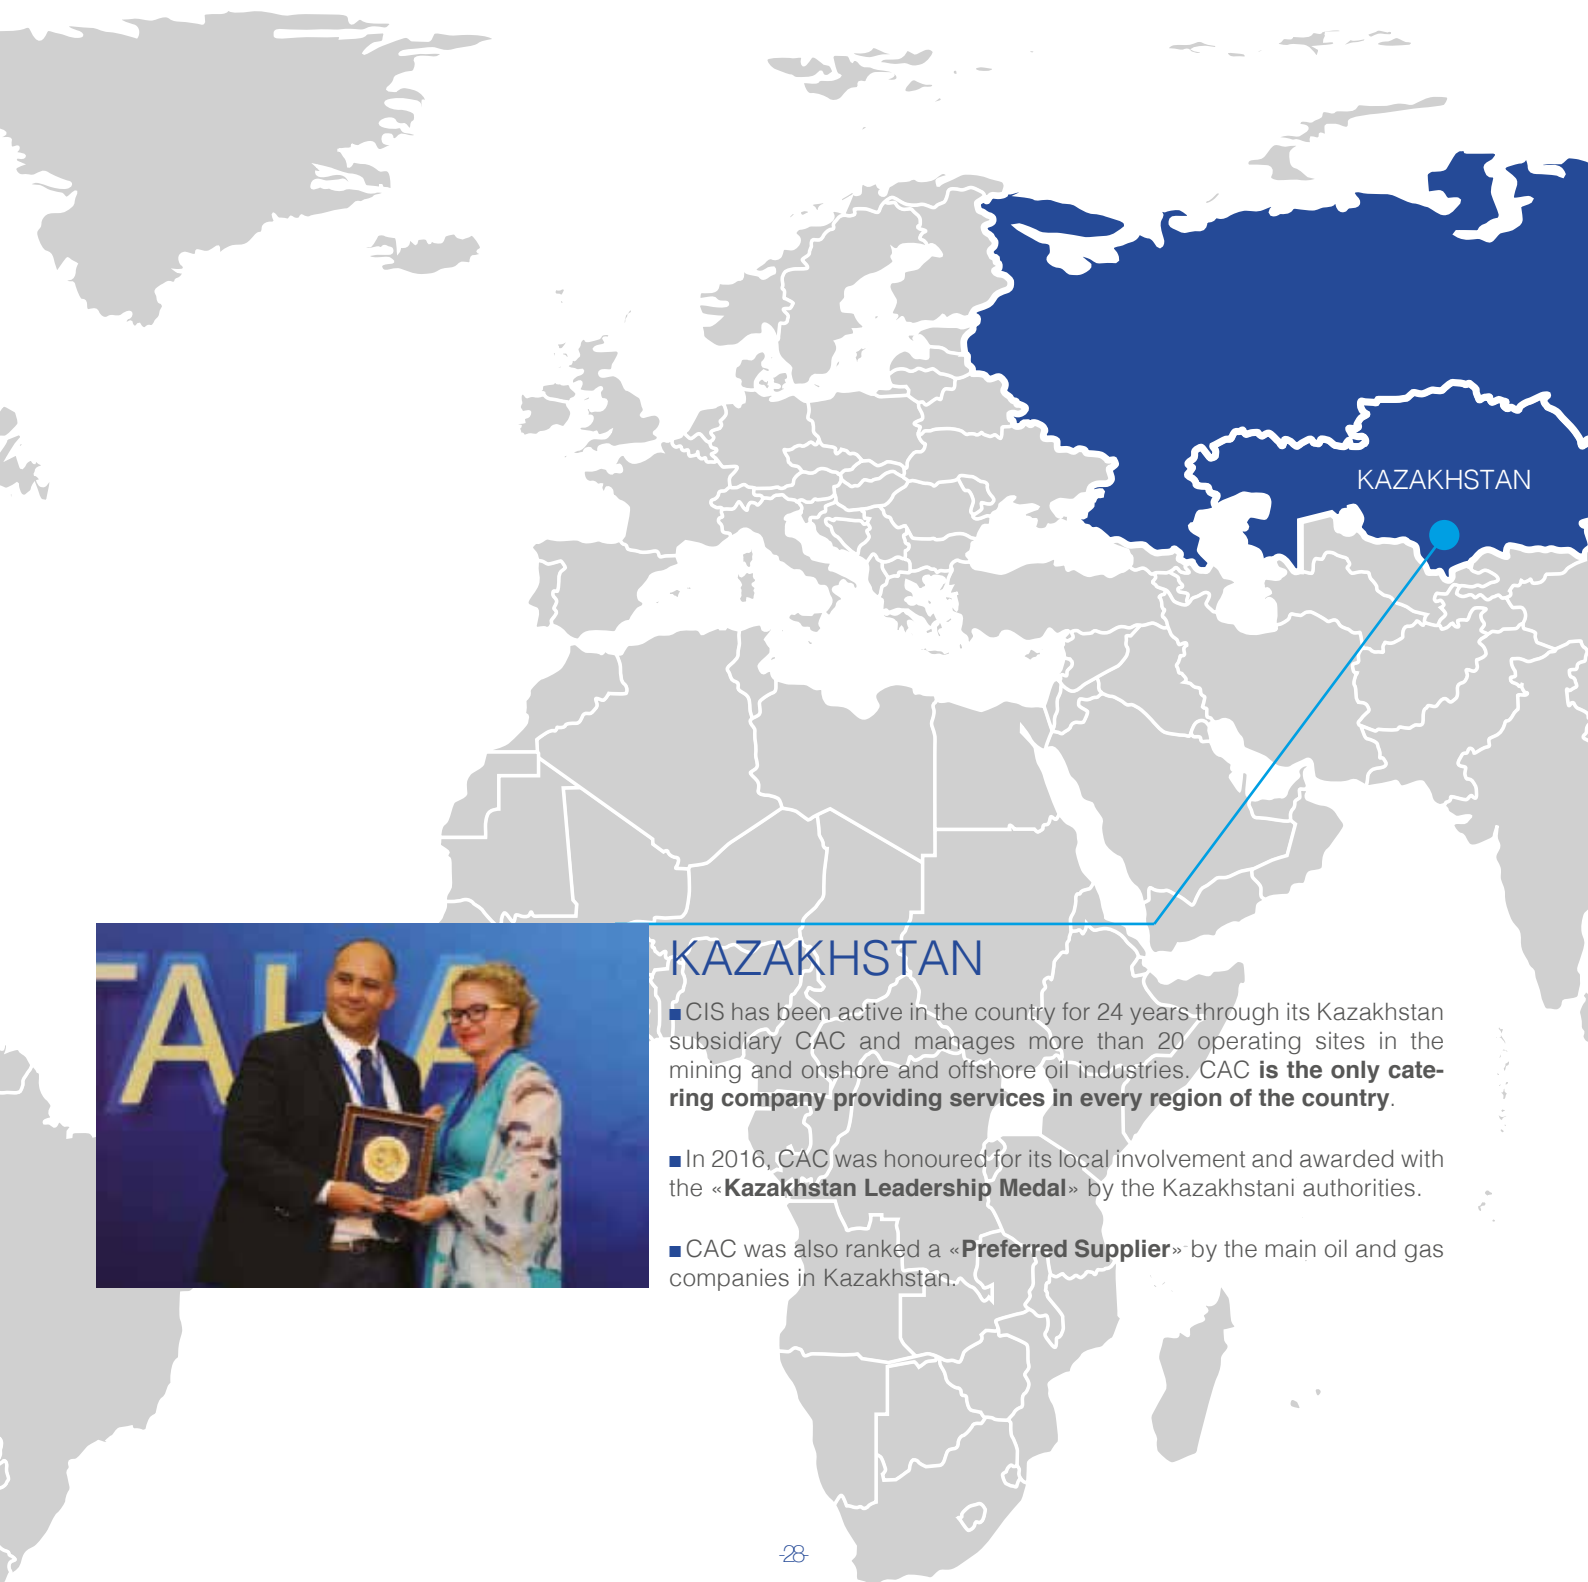 KAZAKHSTAN
TALA
KAZAKHSTAN
■ CIS has been active in the country for 24 years through its Kazakhstan
subsidiary CAC and manages more than 20 operating sites in the
mining and onshore and offshore oil industries. CAC is the only cate-
ring company providing services in every region of the country.
■ In 2016, CAC was honoured for its local involvement and awarded with
the «Kazakhstan Leadership Medal» by the Kazakhstani authorities.
■ CAC was also ranked a «Preferred Supplier» by the main oil and gas
companies in Kazakhstan.
-28-